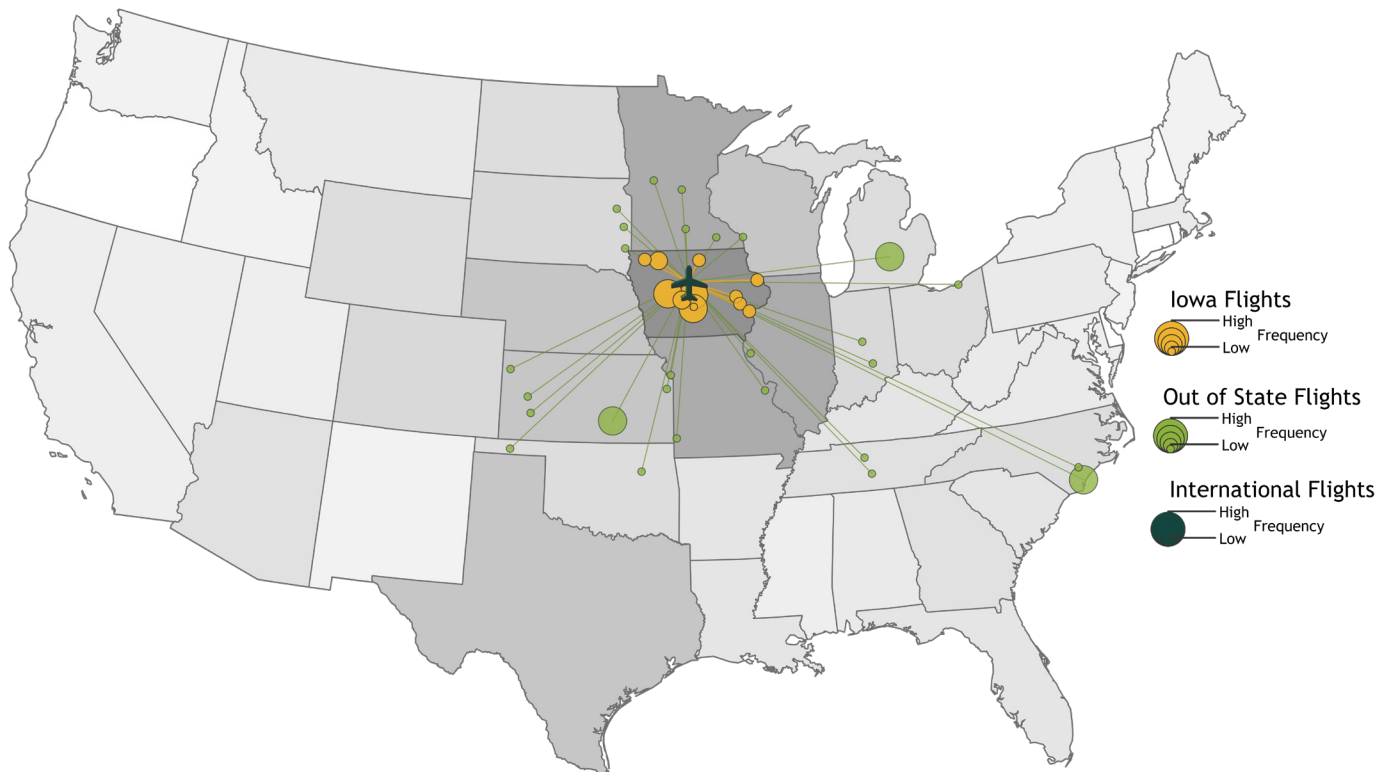 Iowa Flights
High
Frequency
Low
Out of State Flights
High
Frequency
Low
International Flights
High
Frequency
Low